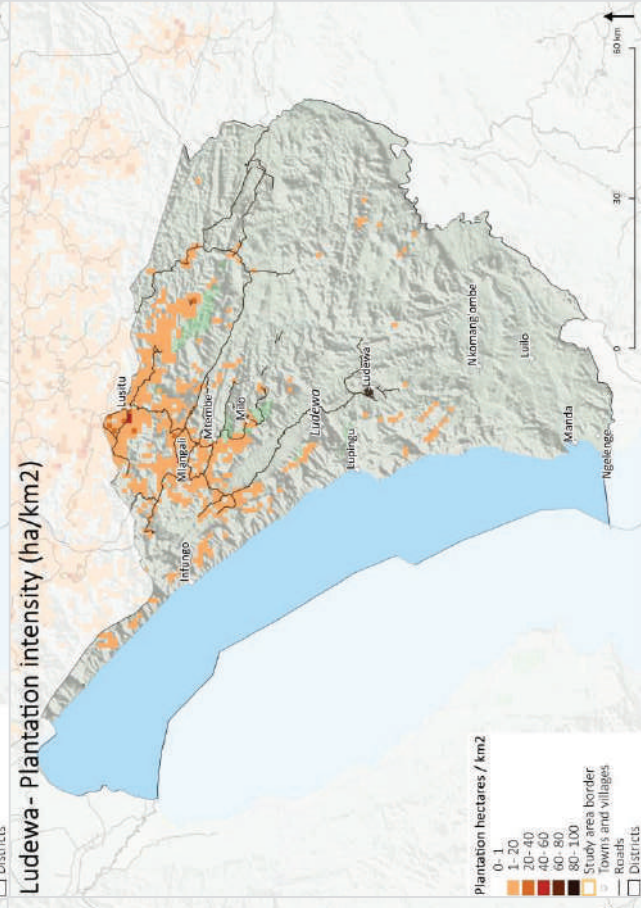 Districts
Ludewa- Plantation intensity (ha/km2)
Lusitu
Mlangali
Mtembe
Milo
Infungo
Ludewa
Lupingu
Ludewa
Nkomang ombe
Luilo
Manda
Ngelenge
Plantation hectares / km2
0- 1
1- 20
20- 40
40- 60
60- 80
80- 100
Study area border
Towns and villages
Roads
Districts
0
30
60 km